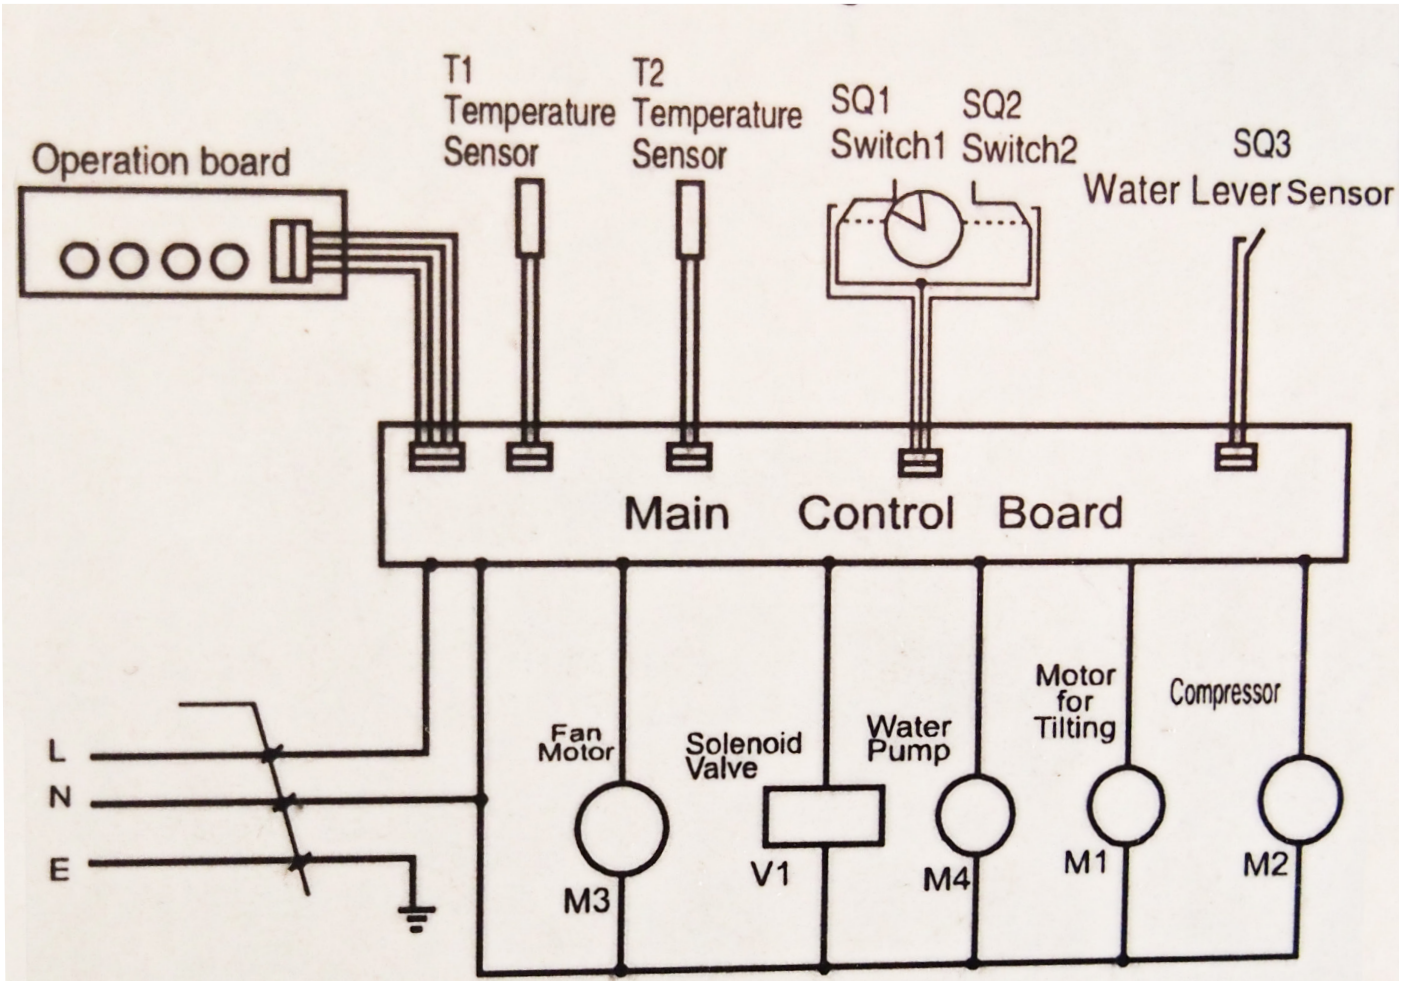 T1
Temperature
Sensor
T2
Temperature
Sensor
SQ1
Switch1
SQ2
Switch2
SQ3
Water Lever Sensor
Operation board
Main Control Board
L
N
E
Fan
Motor
M3
Solenoid
Valve
V1
Water
Pump
M4
Motor
for
Tilting
M1
Compressor
M2